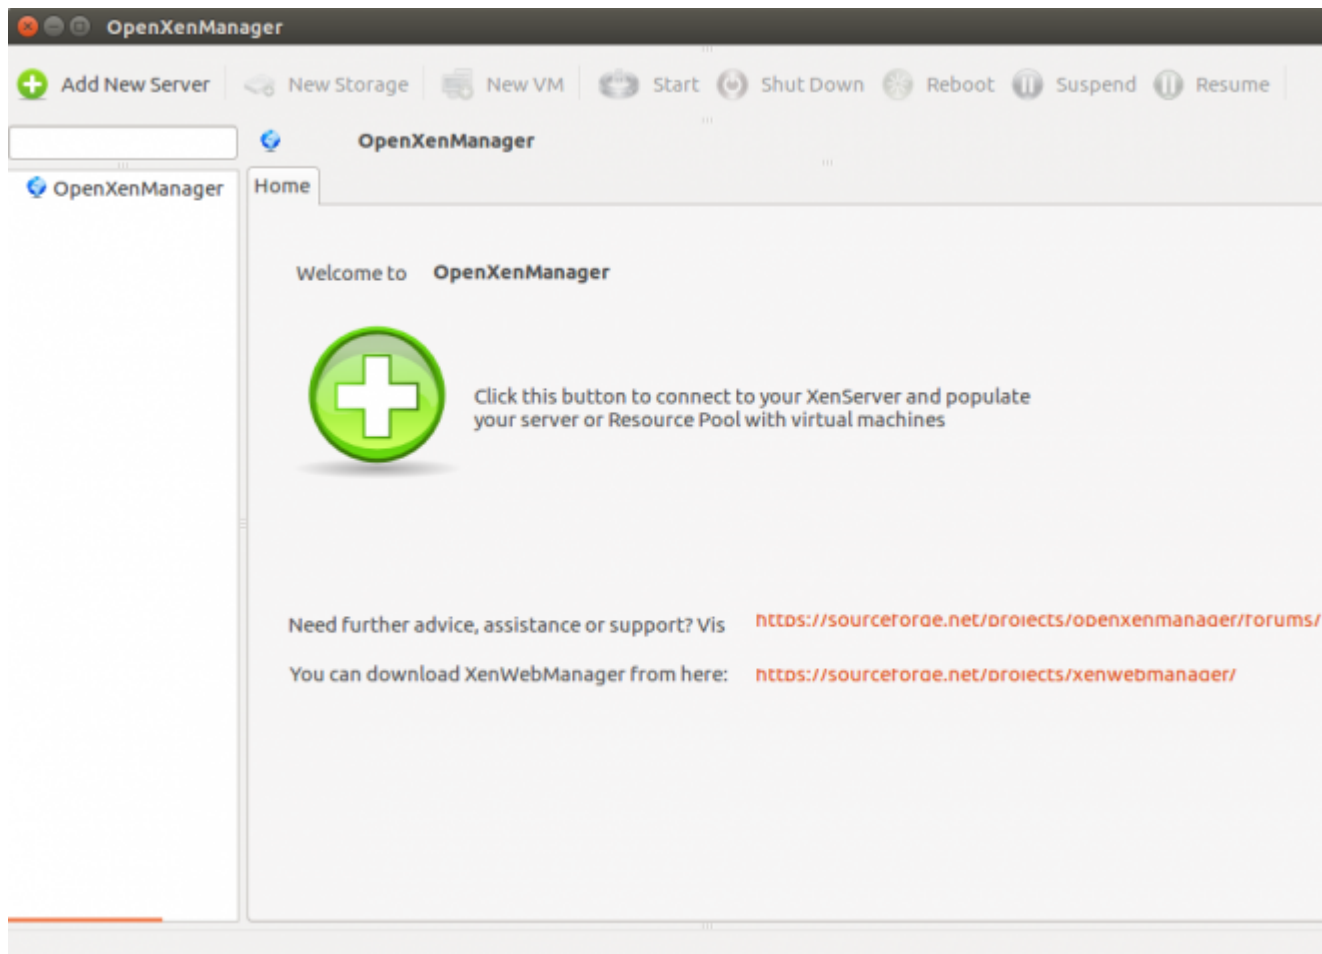 OpenXenManager
Add New Server New Storage New VM Start Shut Down Reboot Suspend Resume
OpenXenManager
OpenXenManager
Home
Welcome to OpenXenManager
Click this button to connect to your XenServer and populate
your server or Resource Pool with virtual machines
Need further advice, assistance or support? Vis https://sourceforge.net/projects/openxenmanager/forums/
You can download XenWebManager from here: https://sourceforge.net/projects/xenwebmanager/